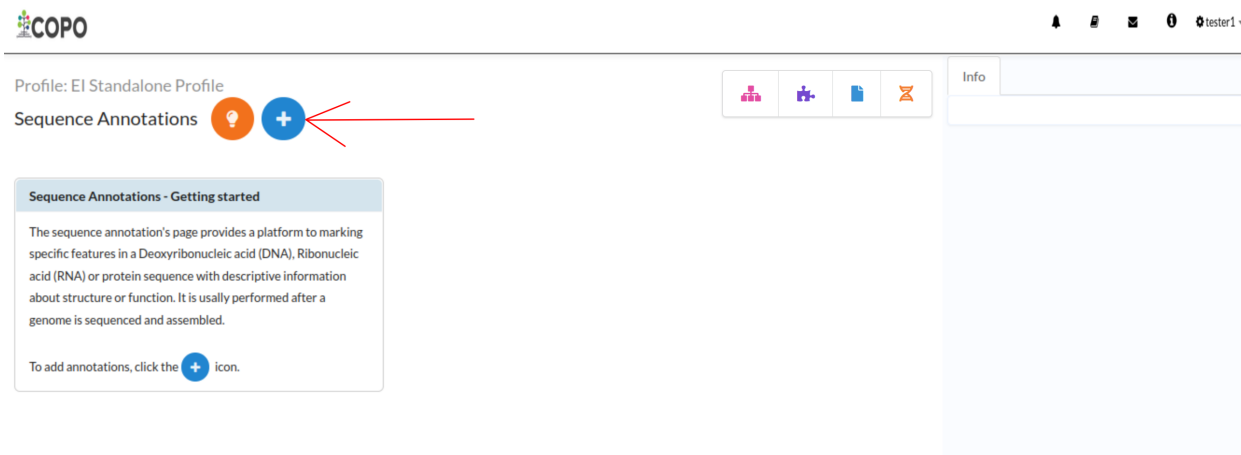 COPO
tester1
Profile: EI Standalone Profile
Sequence Annotations
Info
Sequence Annotations - Getting started
The sequence annotation's page provides a platform to marking
specific features in a Deoxyribonucleic acid (DNA), Ribonucleic
acid (RNA) or protein sequence with descriptive information
about structure or function. It is usally performed after a
genome is sequenced and assembled.
To add annotations, click the + icon.